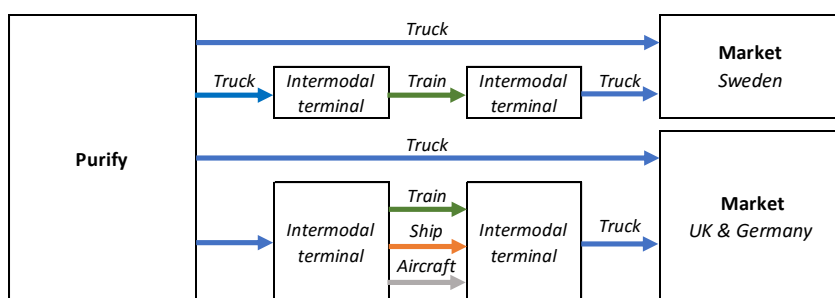 Truck
Market
Sweden
Truck
Intermodal
terminal
Train
Intermodal
terminal
Truck
Purify
Truck
Market
UK & Germany
Intermodal
terminal
Train
Ship
Aircraft
Intermodal
terminal
Truck